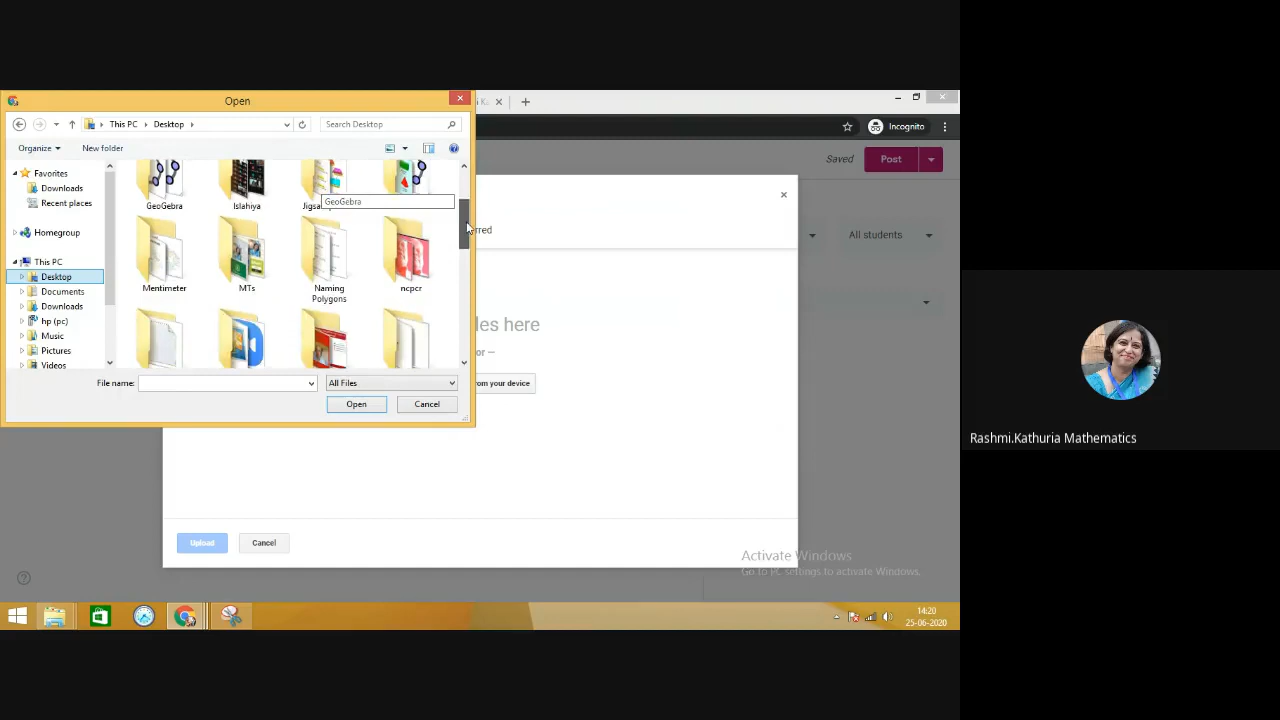 Open
This PC
Desktop
Search Desktop
Incognito
Organize
New folder
Saved
Post
Favorites
Downloads
Recent places
GeoGebra
Islahiya
GeoGebra
Homegroup
rred
All students
This PC
Desktop
Documents
Downloads
hp (pc)
Music
Pictures
Videos
Mentimeter
MTs
Naming
Polygons
ncpcr
les here
or —
rom your device
File name:
All Files
Open
Cancel
Rashmi.Kathuria Mathematics
Upload
Cancel
Activate Windows
Go to PC settings to activate Windows.
14:20
25-06-2020